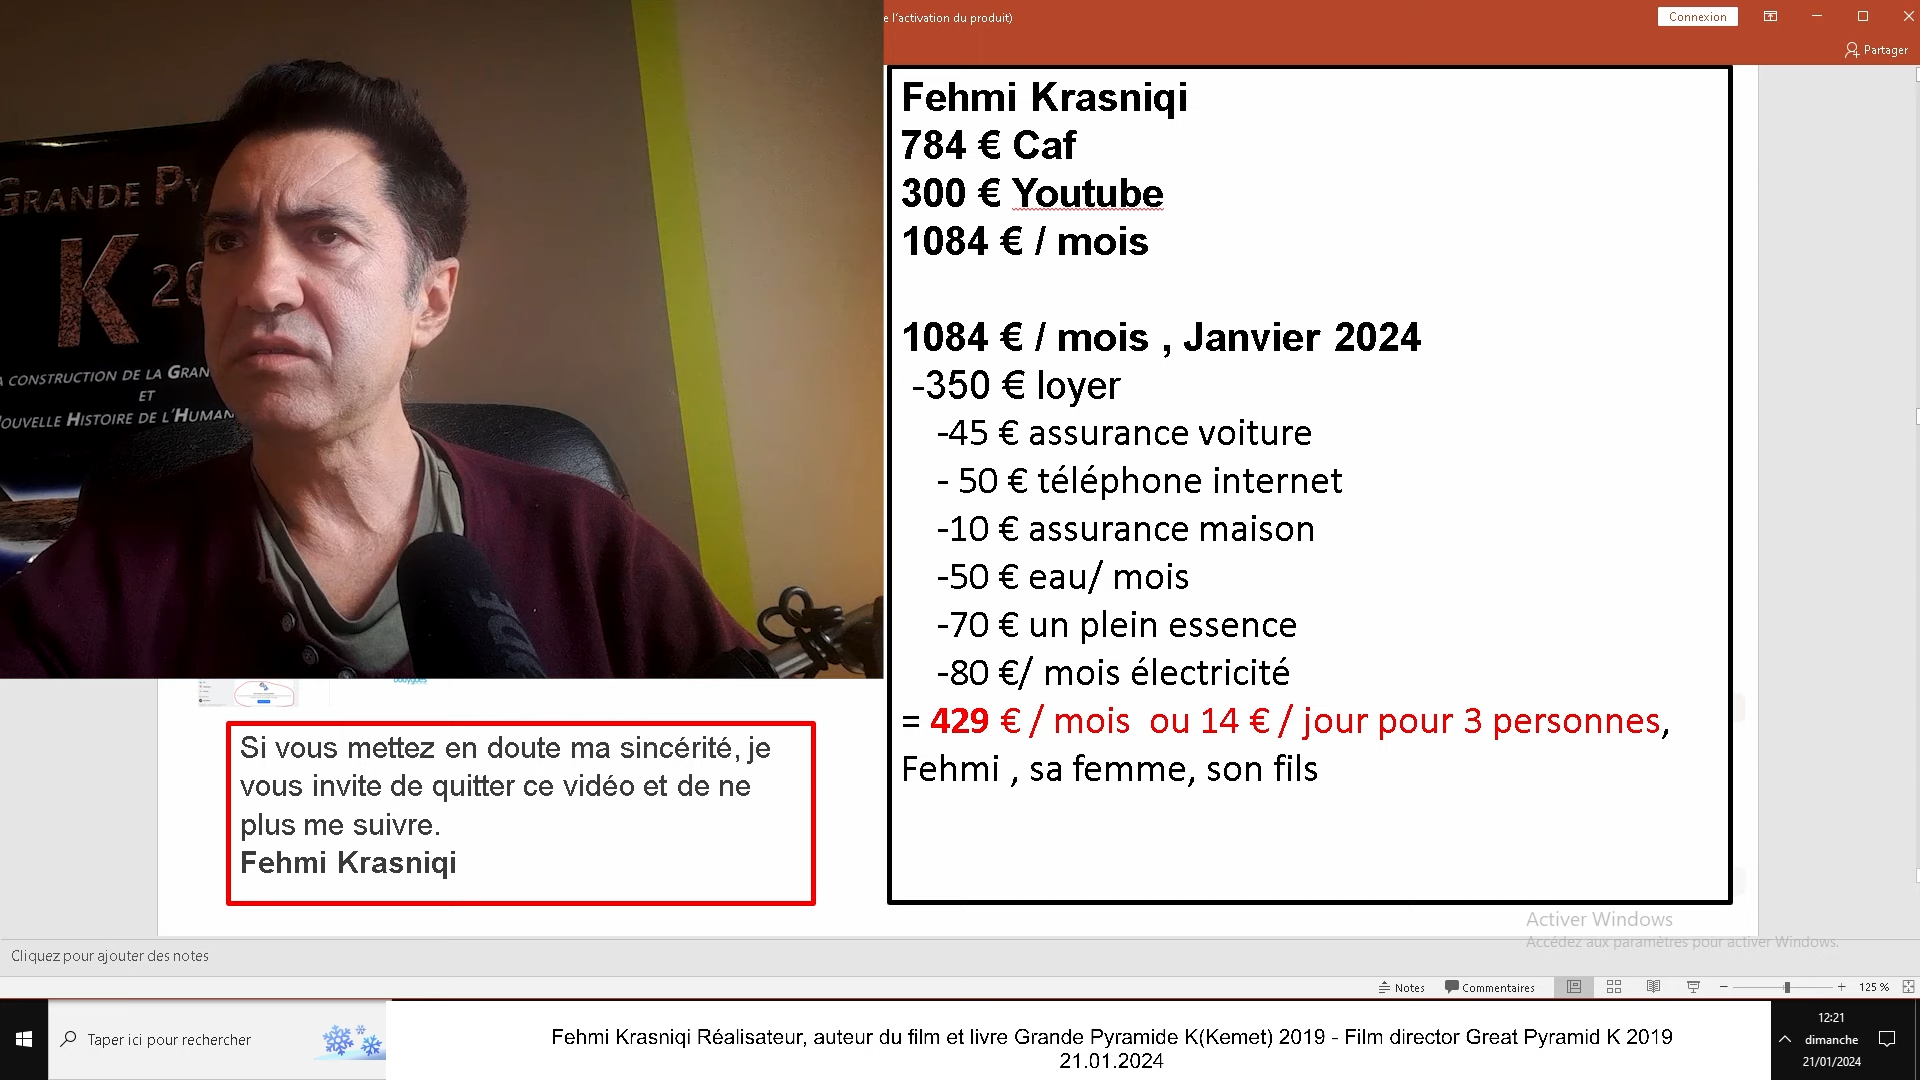 e l'activation du produit)
Connexion
Partager
GRANDE PY
K 20
A CONSTRUCTION DE LA GRAN
ET
OUVELLE HISTOIRE DE L'HUMAN
Fehmi Krasniqi
784 € Caf
300 € Youtube
1084 € / mois
1084 € / mois , Janvier 2024
-350 € loyer
-45 € assurance voiture
- 50 € téléphone internet
-10 € assurance maison
-50 € eau/ mois
-70 € un plein essence
-80 €/ mois électricité
= 429 € / mois ou 14 € / jour pour 3 personnes,
Fehmi , sa femme, son fils
Si vous mettez en doute ma sincérité, je
vous invite de quitter ce vidéo et de ne
plus me suivre.
Fehmi Krasniqi
Activer Windows
Accédez aux paramètres pour activer Windows.
Cliquez pour ajouter des notes
Notes
Commentaires
125 %
Taper ici pour rechercher
Fehmi Krasniqi Réalisateur, auteur du film et livre Grande Pyramide K(Kemet) 2019 - Film director Great Pyramid K 2019
21.01.2024
12:21
dimanche
21/01/2024